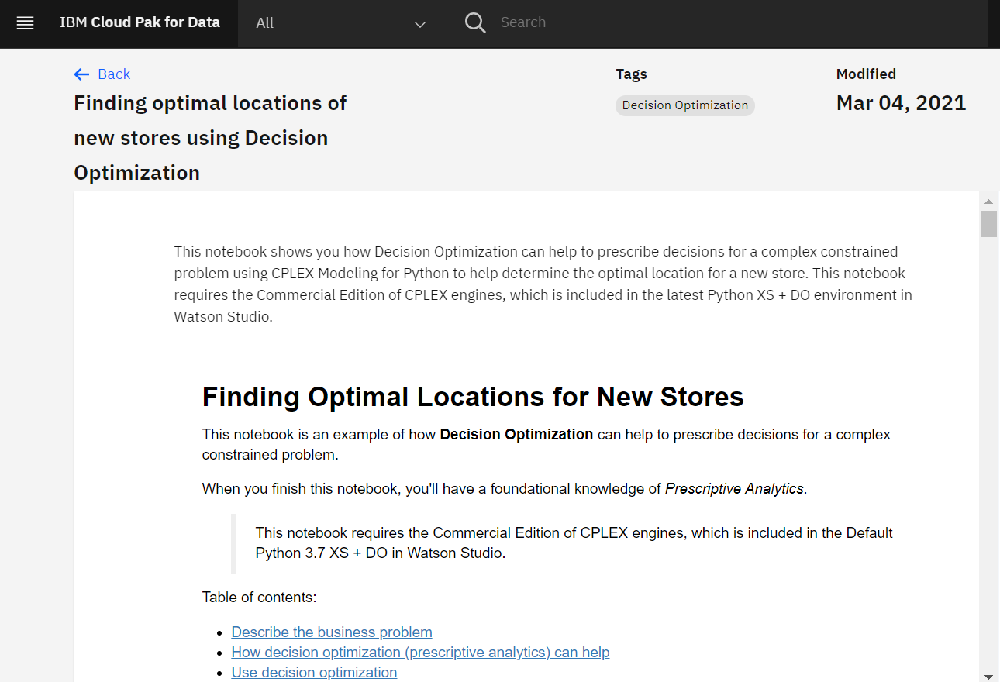 IBM Cloud Pak for Data
All
Search
Back
Finding optimal locations of
new stores using Decision
Optimization
Tags
Decision Optimization
Modified
Mar 04, 2021
This notebook shows you how Decision Optimization can help to prescribe decisions for a complex constrained
problem using CPLEX Modeling for Python to help determine the optimal location for a new store. This notebook
requires the Commercial Edition of CPLEX engines, which is included in the latest Python XS + DO environment in
Watson Studio.
Finding Optimal Locations for New Stores
This notebook is an example of how Decision Optimization can help to prescribe decisions for a complex
constrained problem.
When you finish this notebook, you'll have a foundational knowledge of Prescriptive Analytics.
This notebook requires the Commercial Edition of CPLEX engines, which is included in the Default
Python 3.7 XS + DO in Watson Studio.
Table of contents:
Describe the business problem
How decision optimization (prescriptive analytics) can help
Use decision optimization